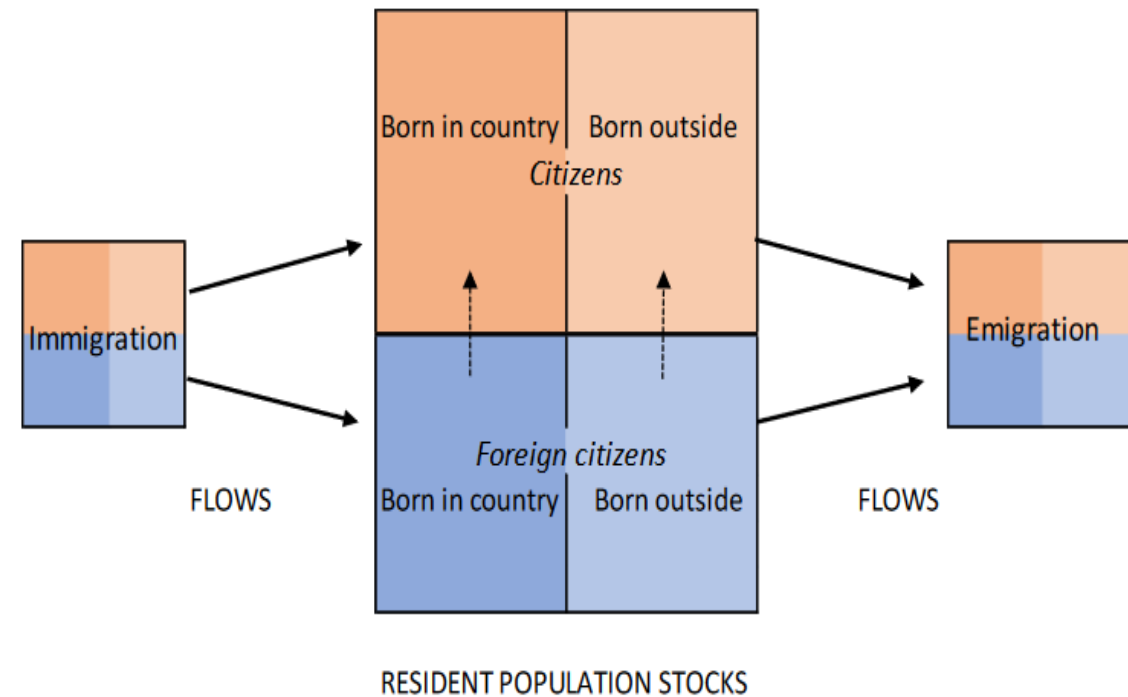 Born in country
Born outside
Citizens
Immigration
Emigration
Foreign citizens
Born in country
Born outside
FLOWS
FLOWS
RESIDENT POPULATION STOCKS